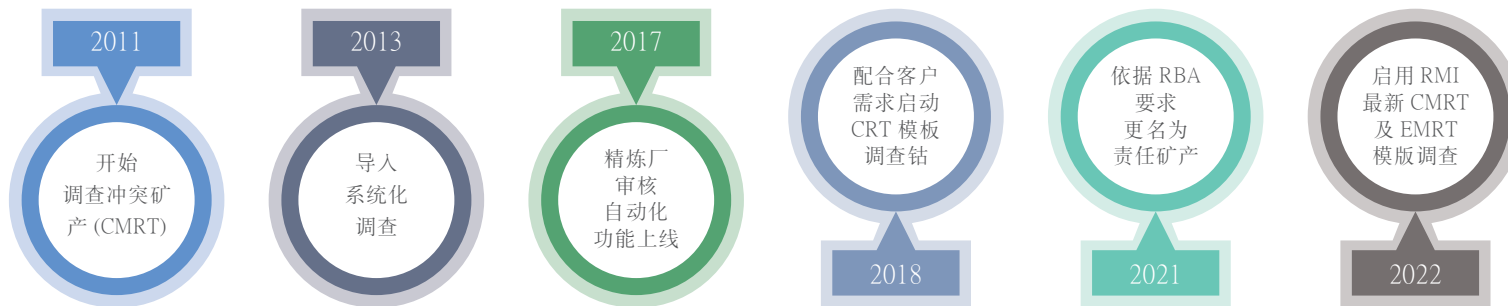 2011
开始
调查冲突矿
产 (CMRT)
2013
导入
系统化
调查
2017
精炼厂
审核
自动化
功能上线
配合客户
需求启动
CRT 模板
调查钴
2018
依据 RBA
要求
更名为
责任矿产
2021
启用 RMI
最新 CMRT
及 EMRT
模版调查
2022